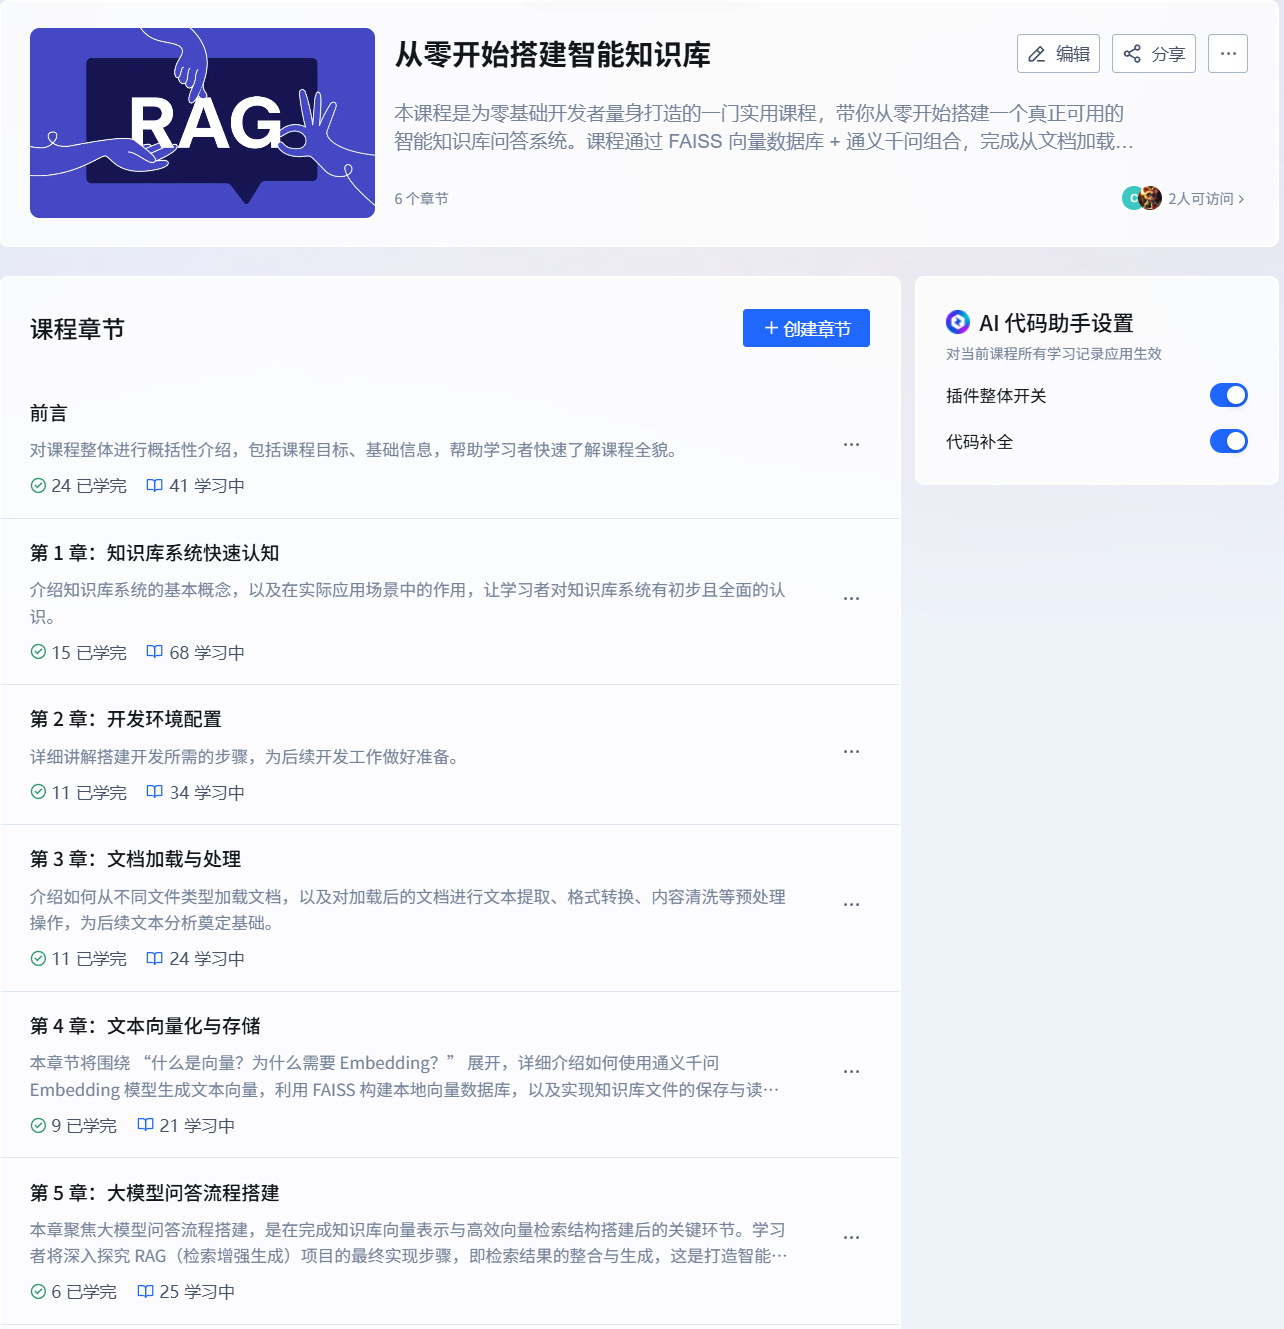 RAG
从零开始搭建智能知识库
编辑
分享
本课程是为零基础开发者量身打造的一门实用课程，带你从零开始搭建一个真正可用的
智能知识库问答系统。课程通过 FAISS 向量数据库 + 通义千问组合，完成从文档加载...
6 个章节
C
2人可访问
课程章节
+ 创建章节
前言
对课程整体进行概括性介绍，包括课程目标、基础信息，帮助学习者快速了解课程全貌。
24 已学完 41 学习中
第 1 章：知识库系统快速认知
介绍知识库系统的基本概念，以及在实际应用场景中的作用，让学习者对知识库系统有初步且全面的认
识。
15 已学完 68 学习中
第 2 章：开发环境配置
详细讲解搭建开发所需的步骤，为后续开发工作做好准备。
11 已学完 34 学习中
第 3 章：文档加载与处理
介绍如何从不同文件类型加载文档，以及对加载后的文档进行文本提取、格式转换、内容清洗等预处理
操作，为后续文本分析奠定基础。
11 已学完 24 学习中
第 4 章：文本向量化与存储
本章节将围绕 “什么是向量？为什么需要 Embedding？” 展开，详细介绍如何使用通义千问
Embedding 模型生成文本向量，利用 FAISS 构建本地向量数据库，以及实现知识库文件的保存与读…
9 已学完 21 学习中
第 5 章：大模型问答流程搭建
本章聚焦大模型问答流程搭建，是在完成知识库向量表示与高效向量检索结构搭建后的关键环节。学习
者将深入探究 RAG（检索增强生成）项目的最终实现步骤，即检索结果的整合与生成，这是打造智能…
6 已学完 25 学习中
AI 代码助手设置
对当前课程所有学习记录应用生效
插件整体开关
代码补全